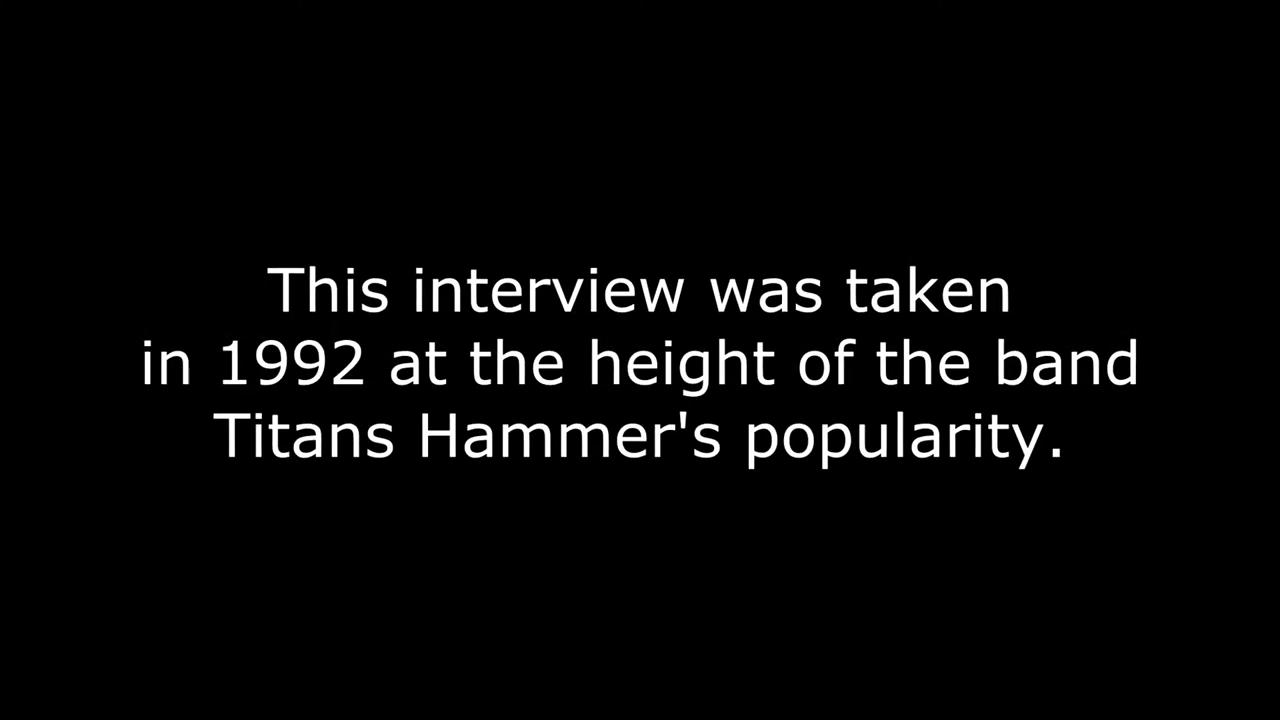 This interview was taken
in 1992 at the height of the band
Titans Hammer's popularity.